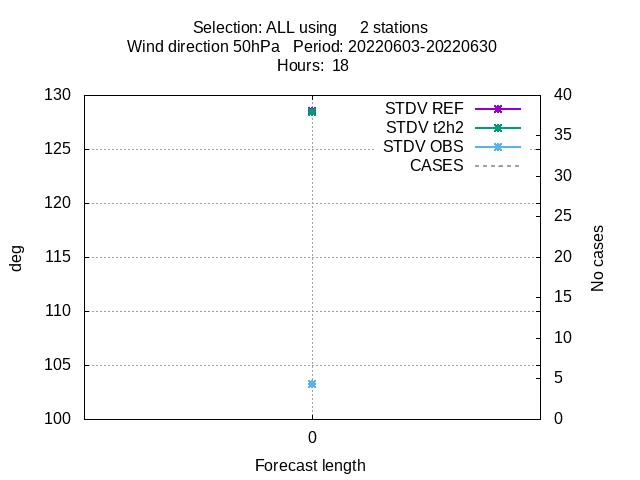 Selection: ALL using 2 stations
Wind direction 50hPa Period: 20220603-20220630
Hours: 18
130
125
120
115
110
105
100
deg
40
35
30
25
20
15
10
5
0
No cases
STDV REF
STDV t2h2
STDV OBS
CASES
0
Forecast length